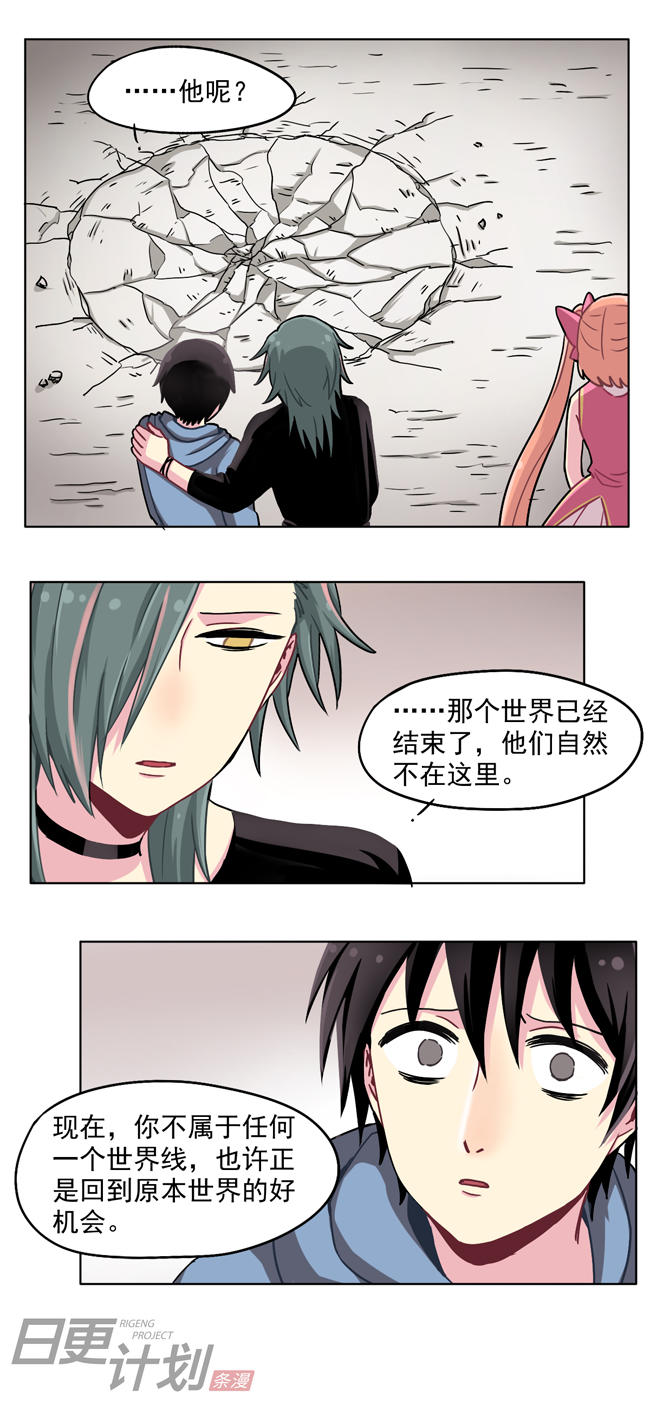 ……他呢？
……那个世界已经
结束了，他们自然
不在这里。
现在，你不属于任何
一个世界线，也许正
是回到原本世界的好
机会。
日更计划
RIGENG
PROJECT
条漫